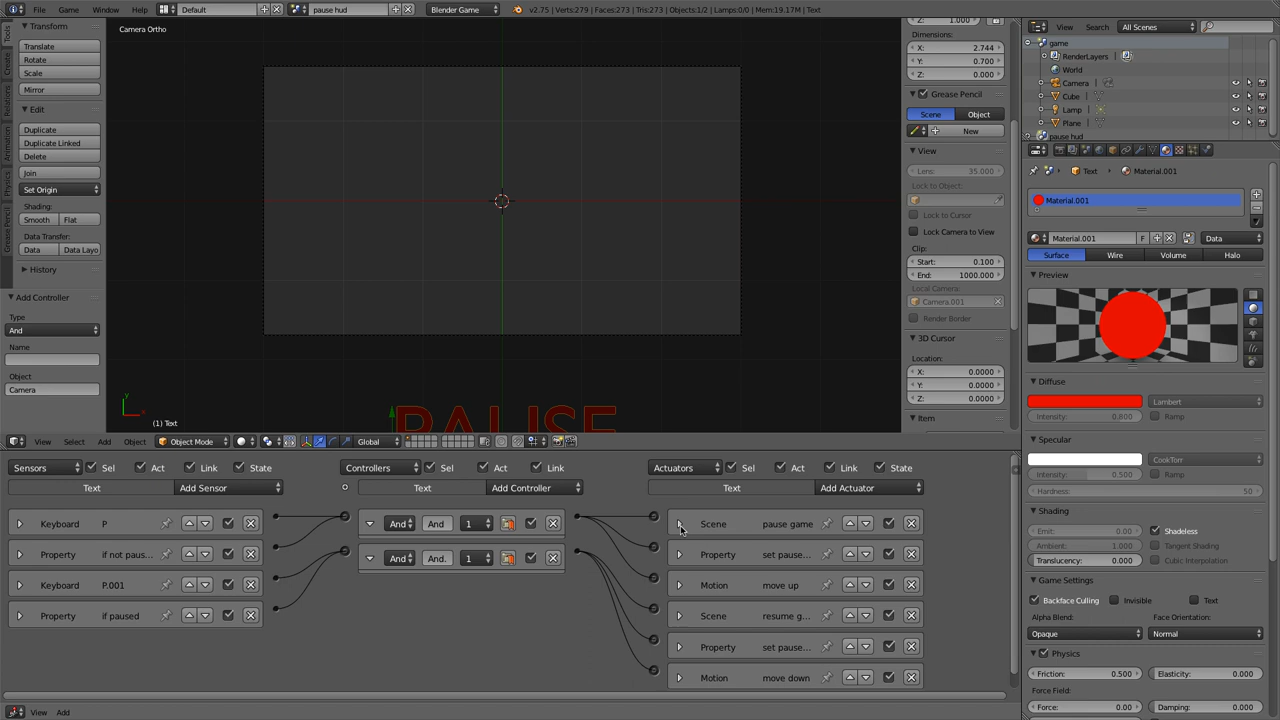 File Game Window Help Default pause hud Blender Game v2.75 | Verts:279 | Faces:273 | Tris:273 | Objects:1/2 | Lamps:0/0 | Mem:19.17M | Text
Tools
Create
Relations
Animation
Physics
Grease Pencil
Transform
Translate
Rotate
Scale
Mirror
Edit
Duplicate
Duplicate Linked
Delete
Join
Set Origin
Shading:
Smooth Flat
Data Transfer:
Data Data Layo
History
Add Controller
Type
And
Name
Object
Camera
Camera Ortho
PAUSE
y
x
(1) Text
1.000
Dimensions:
X: 2.744
Y: 0.700
Z: 0.000
Grease Pencil
Scene Object
New
View
Lens: 35.000
Lock to Object:
Lock to Cursor
Lock Camera to View
Clip:
Start: 0.100
End: 1000.000
Local Camera:
Camera.001
Render Border
3D Cursor
Location:
X: 0.0000
Y: 0.0000
Z: 0.0000
Item
View Select Add Object Object Mode Global
Sensors Sel Act Link State
Text Add Sensor
Keyboard P
Property if not paus...
Keyboard P.001
Property if paused
Controllers Sel Act Link
Text Add Controller
And And 1
And And. 1
Actuators Sel Act Link State
Text Add Actuator
Scene pause game
Property set pause...
Motion move up
Scene resume g...
Property set pause...
Motion move down
View Add
View Search All Scenes
game
RenderLayers
World
Camera
Cube
Lamp
Plane
pause hud
Text Material.001
Material.001
Material.001 F Data
Surface Wire Volume Halo
Preview
Diffuse
Lambert
Intensity: 0.800 Ramp
Specular
CookTorr
Intensity: 0.500 Ramp
Hardness: 50
Shading
Emit: 0.00 Shadeless
Ambient: 1.000 Tangent Shading
Translucency: 0.000 Cubic Interpolation
Game Settings
Backface Culling Invisible Text
Alpha Blend: Face Orientation:
Opaque Normal
Physics
Friction: 0.500 Elasticity: 0.000
Force Field:
Force: 0.00 Damping: 0.000